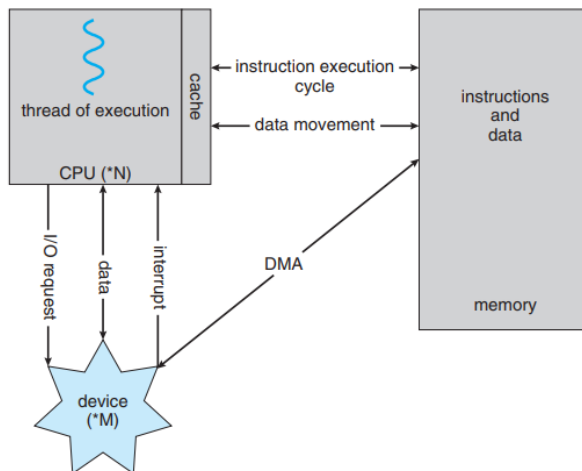 thread of execution
cache
CPU (*N)
instruction execution
cycle
data movement
instructions
and
data
memory
I/O request
data
interrupt
DMA
device
(*M)